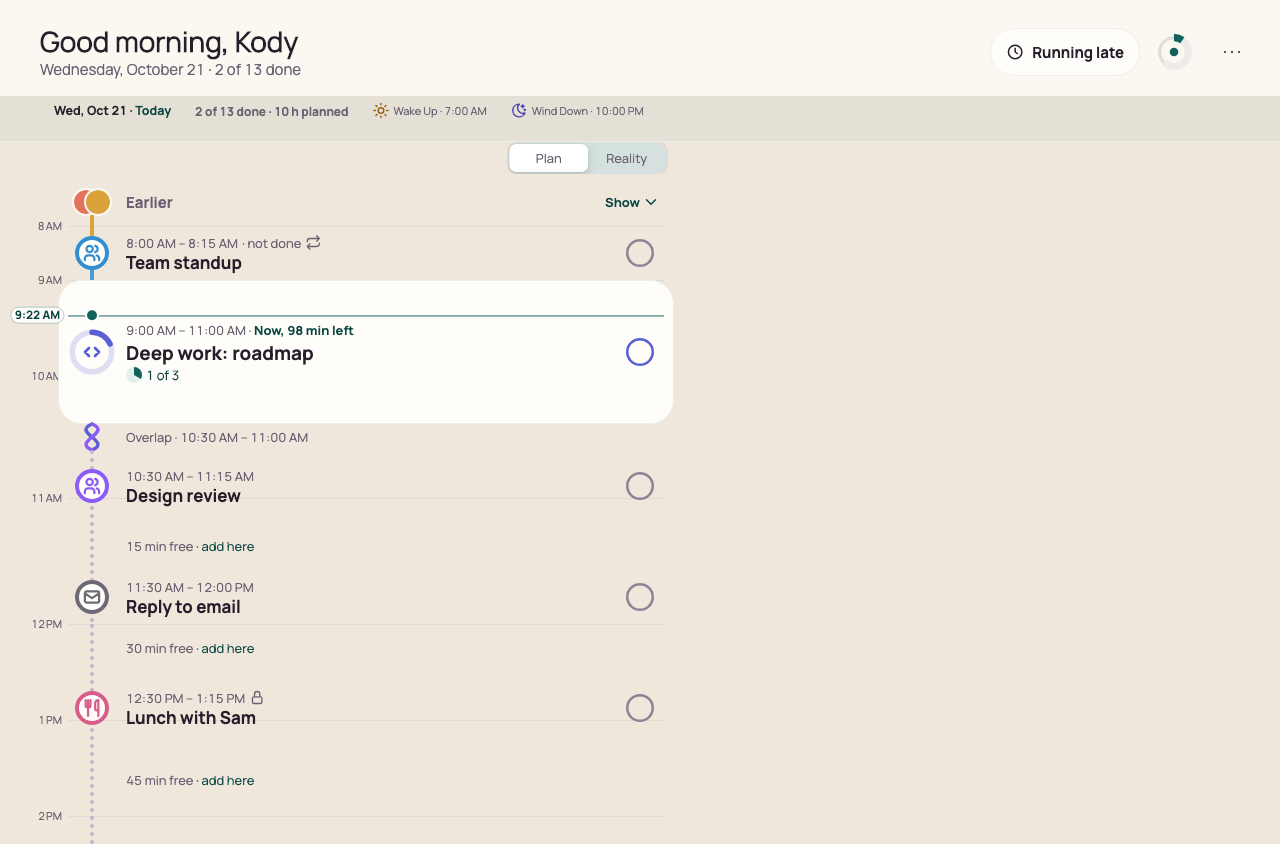 Good morning, Kody
Wednesday, October 21 · 2 of 13 done
Running late
Wed, Oct 21 · Today
2 of 13 done · 10 h planned
Wake Up · 7:00 AM
Wind Down · 10:00 PM
Plan
Reality
Earlier
Show
8 AM
8:00 AM – 8:15 AM · not done
Team standup
9 AM
9:22 AM
9:00 AM – 11:00 AM · Now, 98 min left
Deep work: roadmap
10 AM
1 of 3
Overlap · 10:30 AM – 11:00 AM
10:30 AM – 11:15 AM
Design review
11 AM
15 min free · add here
11:30 AM – 12:00 PM
Reply to email
12 PM
30 min free · add here
12:30 PM – 1:15 PM
Lunch with Sam
1 PM
45 min free · add here
2 PM